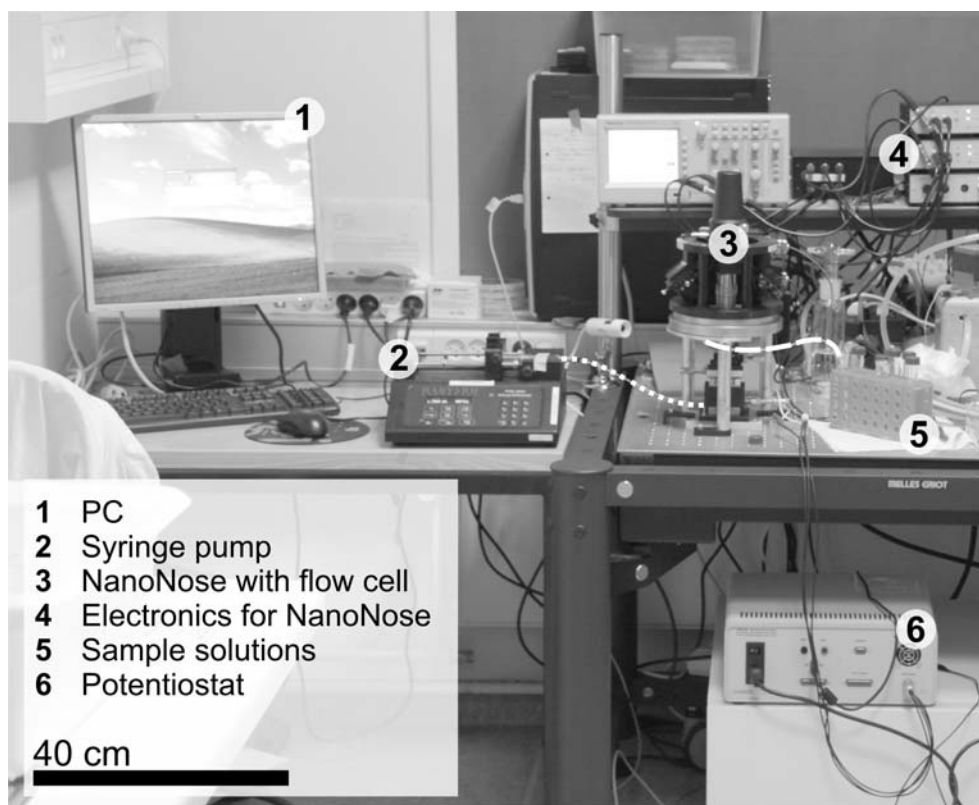 1
4
3
2
5
MELLES GRIOT
6
1 PC
2 Syringe pump
3 NanoNose with flow cell
4 Electronics for NanoNose
5 Sample solutions
6 Potentiostat
40 cm